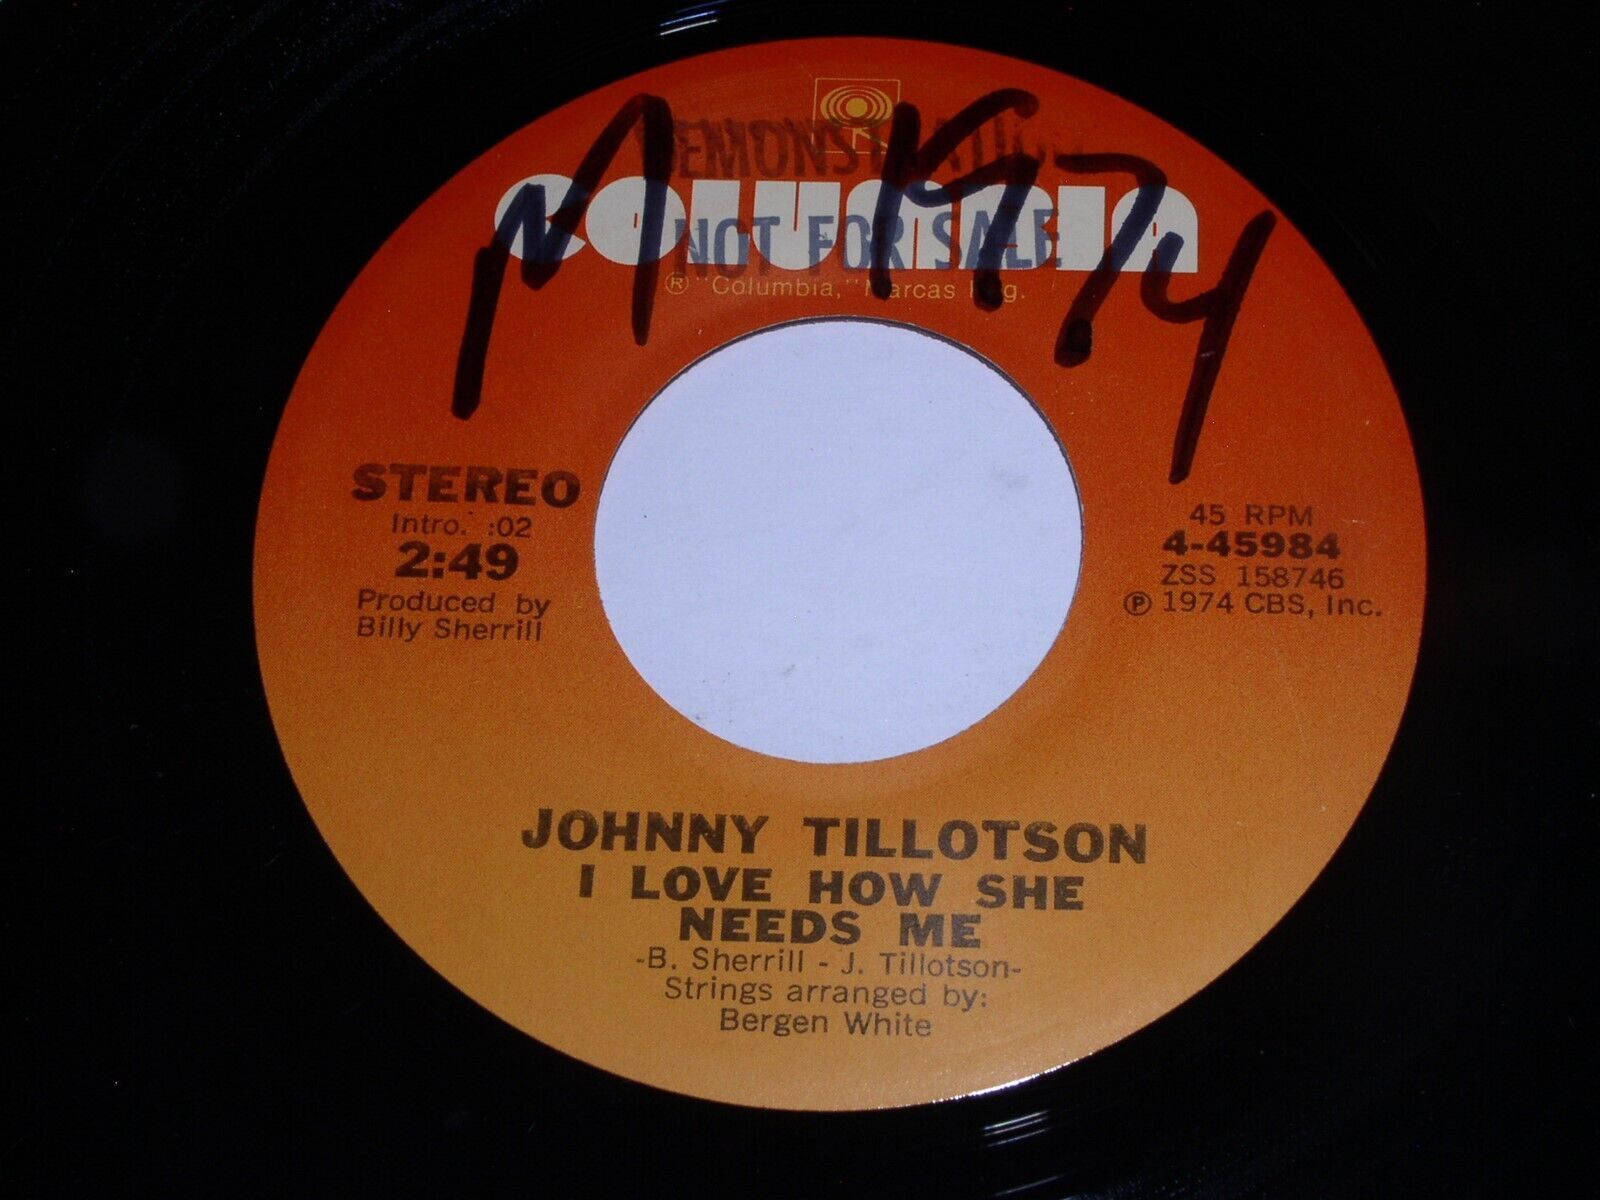 DEMONSTRATION
NOT FOR SALE
COLUMBIA
® "Columbia," Marcas Reg.
M 1974
STEREO
Intro. :02
2:49
Produced by
Billy Sherrill
45 RPM
4-45984
ZSS 158746
Ⓟ 1974 CBS, Inc.
JOHNNY TILLOTSON
I LOVE HOW SHE
NEEDS ME
-B. Sherrill - J. Tillotson-
Strings arranged by:
Bergen White